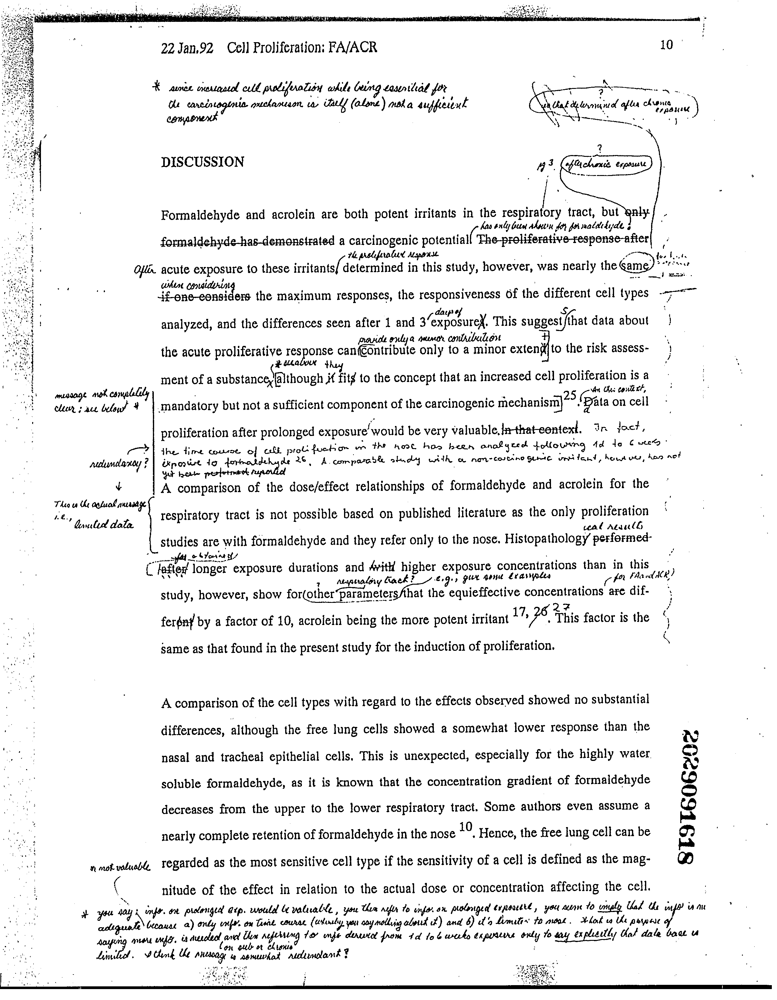 22 Jan.92 Cell Proliferation: FA/ACR 10
* since increased cell proliferation while being essential for
the carcinogenic mechanism is itself (alone) not a sufficient
component
?
in that determined after chronic
exposure
DISCUSSION
?
pg 3 of chronic exposure
Formaldehyde and acrolein are both potent irritants in the respiratory tract, but only
has only been shown for formaldehyde.
formaldehyde has demonstrated a carcinogenic potential The proliferative response after
the proliferative response
After acute exposure to these irritants determined in this study, however, was nearly the same
when considering
if one considers the maximum responses, the responsiveness of the different cell types
days of
analyzed, and the differences seen after 1 and 3 exposures. This suggests that data about
provide only a minor contribution
the acute proliferative response can contribute only to a minor extent to the risk assess-
* see above they
ment of a substance, although it fits to the concept that an increased cell proliferation is a
message not completely
clear; see below *
In this context,
mandatory but not a sufficient component of the carcinogenic mechanism 25. Data on cell
proliferation after prolonged exposure would be very valuable in that context. In fact,
the time course of cell proliferation in the nose has been analyzed following 1d to 6 weeks
redundancy?
exposure to formaldehyde 26. A comparable study with a non-carcinogenic irritant, however, has not
yet been performed reported
A comparison of the dose/effect relationships of formaldehyde and acrolein for the
This is the actual message
i.e., limited data
respiratory tract is not possible based on published literature as the only proliferation
real results
studies are with formaldehyde and they refer only to the nose. Histopathology performed
obtained
after longer exposure durations and with higher exposure concentrations than in this
respiratory tract? e.g., give some examples for FA and ACR)
study, however, show for other parameters that the equieffective concentrations are dif-
ferent by a factor of 10, acrolein being the more potent irritant 17, 26 27. This factor is the
same as that found in the present study for the induction of proliferation.
A comparison of the cell types with regard to the effects observed showed no substantial
differences, although the free lung cells showed a somewhat lower response than the
nasal and tracheal epithelial cells. This is unexpected, especially for the highly water
soluble formaldehyde, as it is known that the concentration gradient of formaldehyde
decreases from the upper to the lower respiratory tract. Some authors even assume a
nearly complete retention of formaldehyde in the nose 10. Hence, the free lung cell can be
or not valuable
regarded as the most sensitive cell type if the sensitivity of a cell is defined as the mag-
nitude of the effect in relation to the actual dose or concentration affecting the cell.
* you say: info. on prolonged exp. would be valuable, you then refer to info. on prolonged exposure, you seem to imply that the info is in
adequate because a) only info. on time course (actually, you say nothing about it) and b) it's limited to nose. What is the purpose of
saying more info. is needed and then referring to info derived from 1d to 6 weeks exposure only to say explicitly that data base is
on sub or chronic
limited. I think the message is somewhat redundant?
2029091618